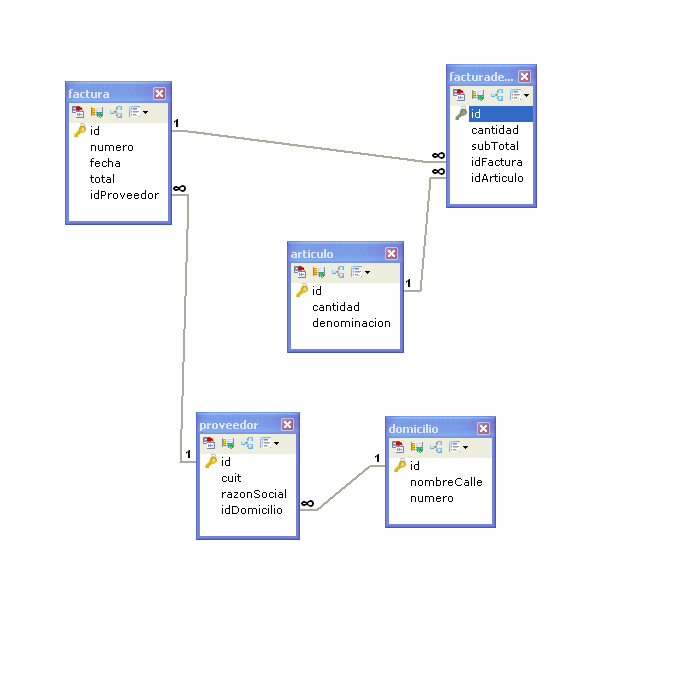 factura
id
numero
fecha
total
idProveedor
1
∞
facturade...
id
cantidad
subTotal
idFactura
idArticulo
∞
∞
articulo
id
cantidad
denominacion
1
proveedor
id
cuit
razonSocial
idDomicilio
1
∞
domicilio
id
nombreCalle
numero
1